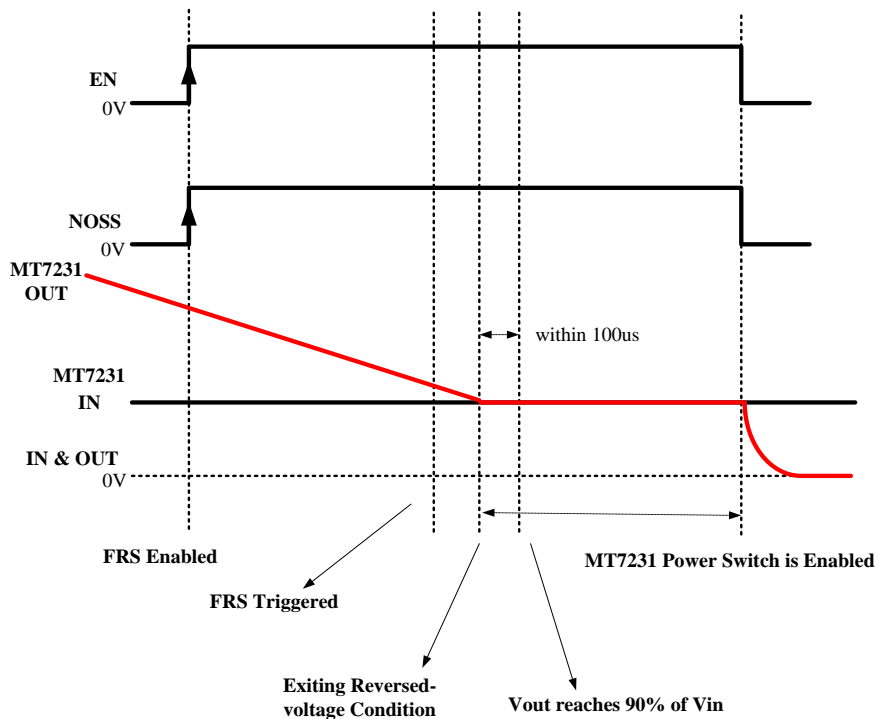 EN
0V
NOSS
0V
MT7231
OUT
within 100us
MT7231
IN
IN & OUT
0V
FRS Enabled
MT7231 Power Switch is Enabled
FRS Triggered
Exiting Reversed-
voltage Condition
Vout reaches 90% of Vin